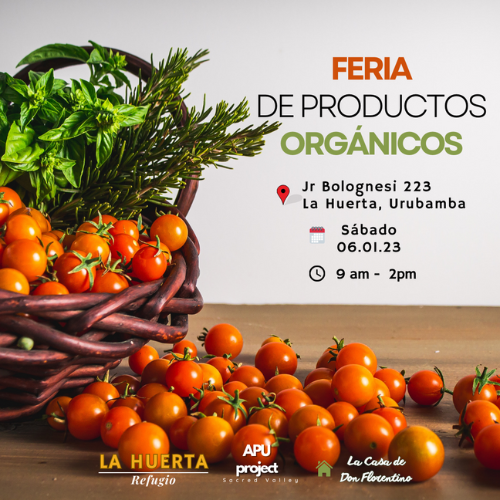 FERIA
DE PRODUCTOS
ORGÁNICOS
Jr Bolognesi 223
La Huerta, Urubamba
Sábado
06.01.23
9 am - 2pm
LA HUERTA
Refugio
APU
project
Sacred Valley
La Casa de
Don Florentino